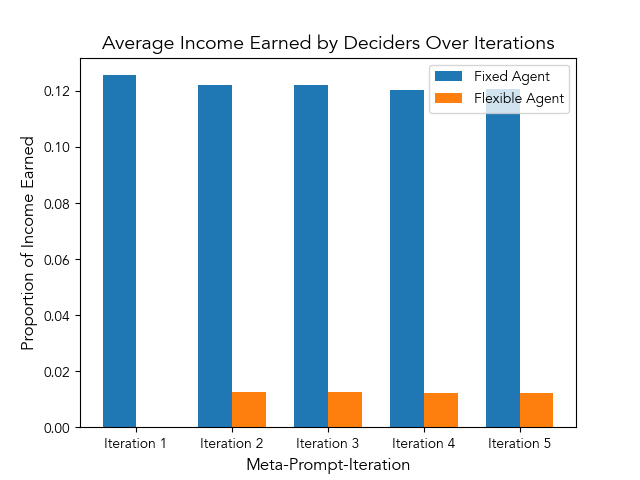 Average Income Earned by Deciders Over Iterations
Fixed Agent
Flexible Agent
Proportion of Income Earned
0.12
0.10
0.08
0.06
0.04
0.02
0.00
Iteration 1 Iteration 2 Iteration 3 Iteration 4 Iteration 5
Meta-Prompt-Iteration